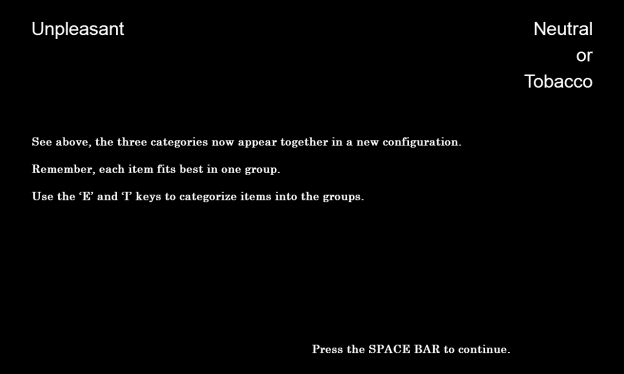 Unpleasant
Neutral
or
Tobacco
See above, the three categories now appear together in a new configuration.
Remember, each item fits best in one group.
Use the ‘E’ and ‘I’ keys to categorize items into the groups.
Press the SPACE BAR to continue.